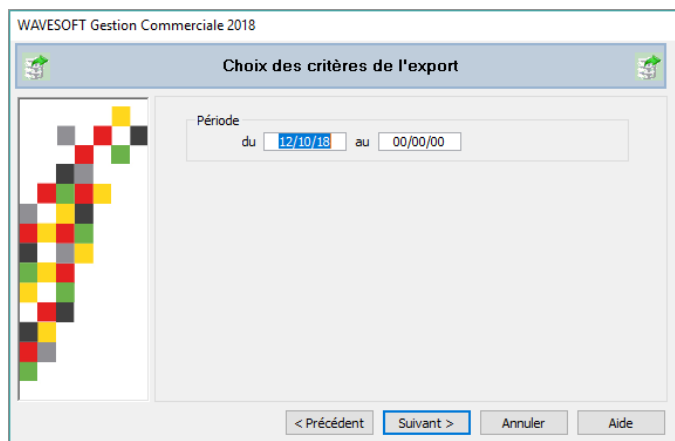 WAVESOFT Gestion Commerciale 2018
Choix des critères de l'export
Période
du 12/10/18 au 00/00/00
< Précédent Suivant > Annuler Aide